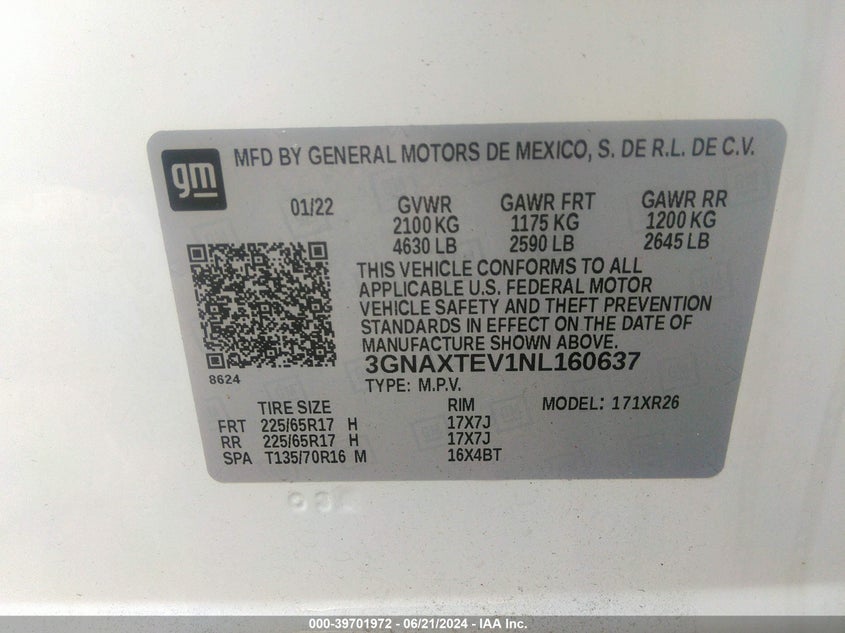 gm MFD BY GENERAL MOTORS DE MEXICO, S. DE R.L. DE C.V.
01/22 GVWR GAWR FRT GAWR RR
2100 KG 1175 KG 1200 KG
4630 LB 2590 LB 2645 LB
THIS VEHICLE CONFORMS TO ALL
APPLICABLE U.S. FEDERAL MOTOR
VEHICLE SAFETY AND THEFT PREVENTION
STANDARDS IN EFFECT ON THE DATE OF
MANUFACTURE SHOWN ABOVE.
3GNAXTEV1NL160637
8624 TYPE: M.P.V.
TIRE SIZE RIM MODEL: 171XR26
FRT 225/65R17 H 17X7J
RR 225/65R17 H 17X7J
SPA T135/70R16 M 16X4BT
000-39701972 - 06/21/2024 - IAA Inc.